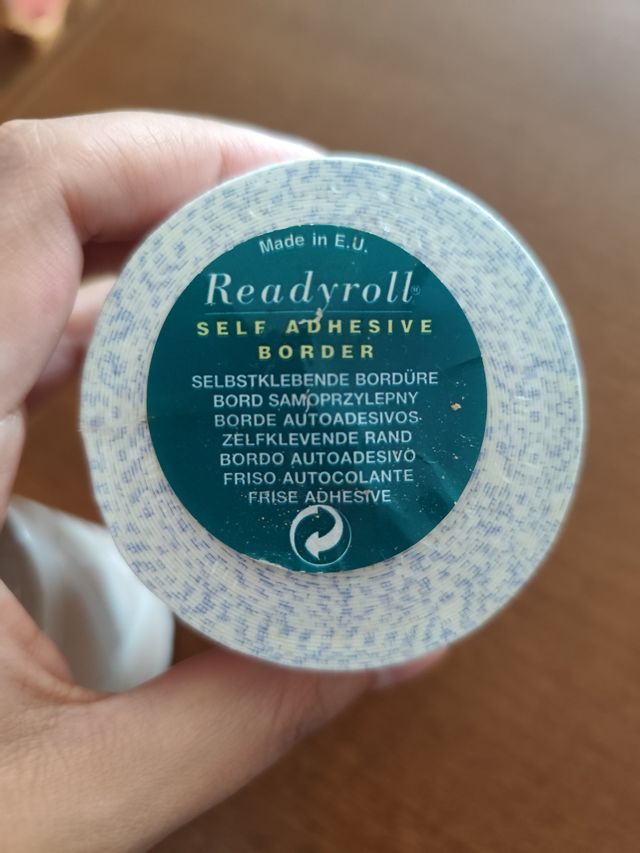 Made in E.U.
Readyroll®
SELF ADHESIVE
BORDER
SELBSTKLEBENDE BORDÜRE
BORD SAMOPRZYLEPNY
BORDE AUTOADESIVOS
ZELFKLEVENDE RAND
BORDO AUTOADESIVO
FRISO AUTOCOLANTE
FRISE ADHESIVE